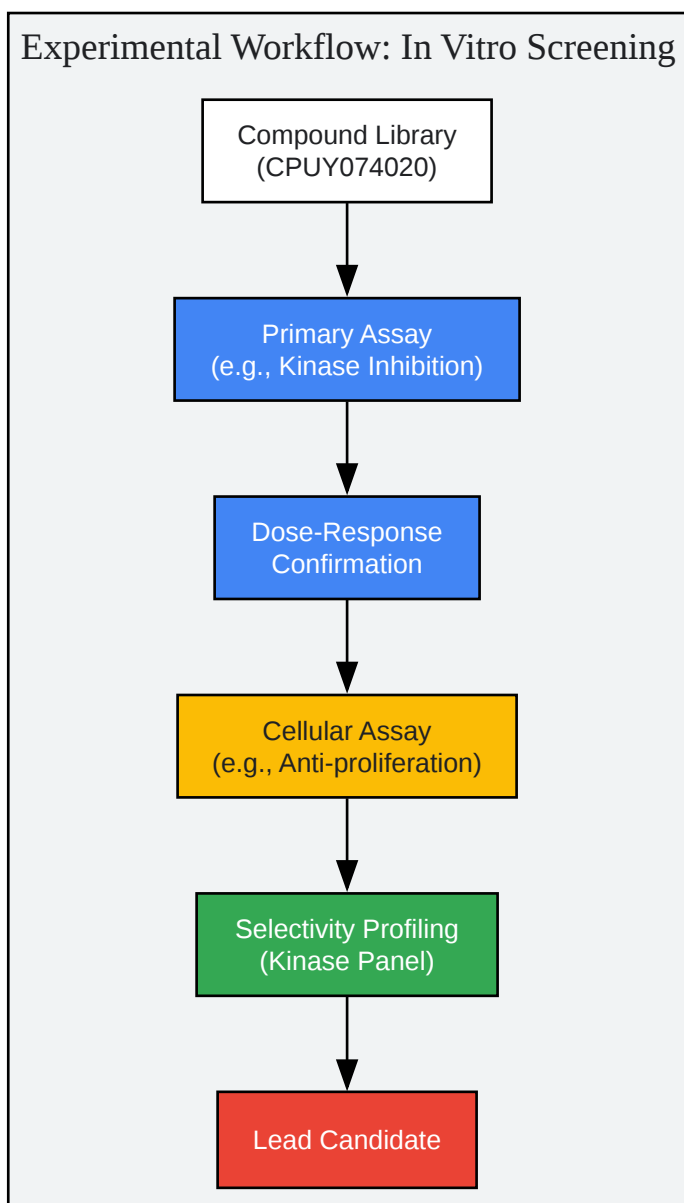 Experimental Workflow: In Vitro Screening
Compound Library
(CPUY074020)
Primary Assay
(e.g., Kinase Inhibition)
Dose-Response
Confirmation
Cellular Assay
(e.g., Anti-proliferation)
Selectivity Profiling
(Kinase Panel)
Lead Candidate